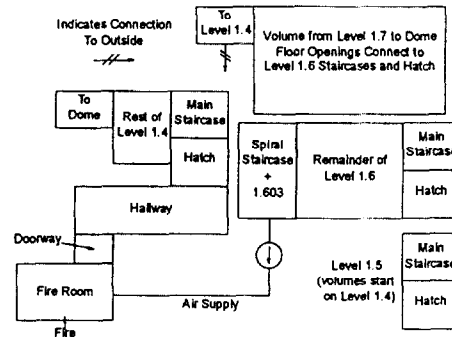 Indicates Connection
To Outside
To
Level 1.4
Volume from Level 1.7 to Dome
Floor Openings Connect to
Level 1.6 Staircases and Hatch
To
Dome
Rest of
Level 1.4
Main
Staircase
Hatch
Spiral
Staircase
+
1.603
Remainder of
Level 1.6
Main
Staircase
Hatch
Hallway
Doorway
Fire Room
Fire
Air Supply
Level 1.5
(volumes start
on Level 1.4)
Main
Staircase
Hatch